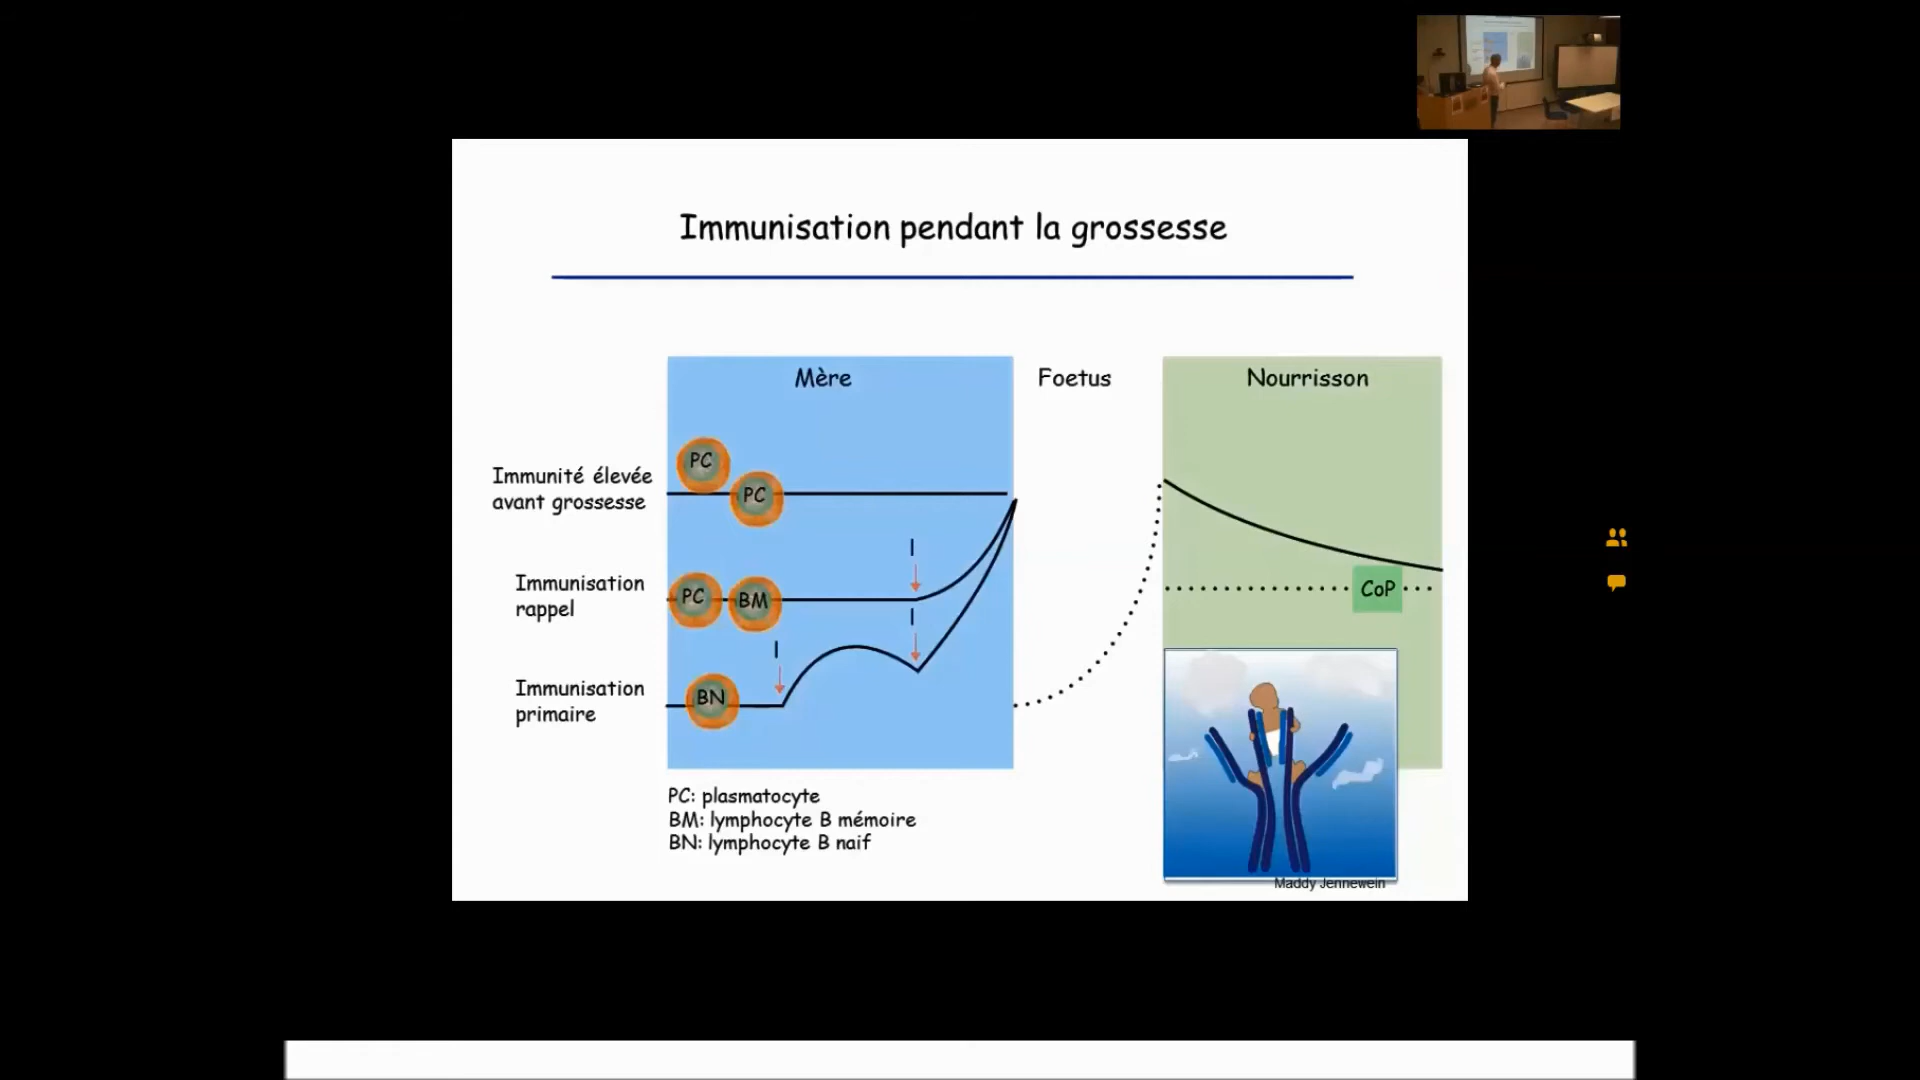 Immunisation pendant la grossesse
Mère
Foetus
Nourrisson
Immunité élevée
avant grossesse
PC
PC
I
Immunisation
rappel
PC
BM
I
CoP
I
Immunisation
primaire
BN
PC: plasmatocyte
BM: lymphocyte B mémoire
BN: lymphocyte B naif
Maddy Jennewein